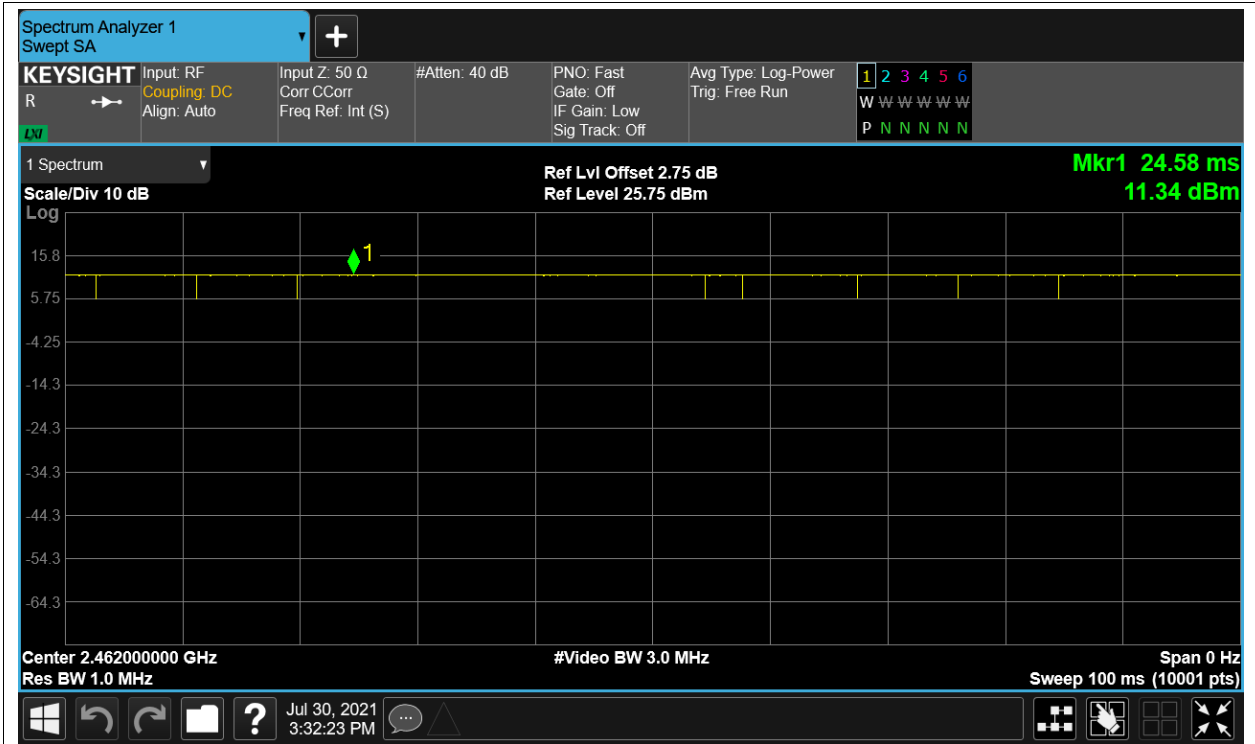 Spectrum Analyzer 1
Swept SA
KEYSIGHT
R
LXI
Input: RF
Coupling: DC
Align: Auto
Input Z: 50 Ω
Corr CCorr
Freq Ref: Int (S)
#Atten: 40 dB
PNO: Fast
Gate: Off
IF Gain: Low
Sig Track: Off
Avg Type: Log-Power
Trig: Free Run
1 2 3 4 5 6
W W W W W W
P N N N N N
1 Spectrum
Scale/Div 10 dB
Ref Lvl Offset 2.75 dB
Ref Level 25.75 dBm
Mkr1 24.58 ms
11.34 dBm
Log
1
15.8
5.75
-4.25
-14.3
-24.3
-34.3
-44.3
-54.3
-64.3
Center 2.462000000 GHz
#Video BW 3.0 MHz
Span 0 Hz
Res BW 1.0 MHz
Sweep 100 ms (10001 pts)
?
Jul 30, 2021
3:32:23 PM